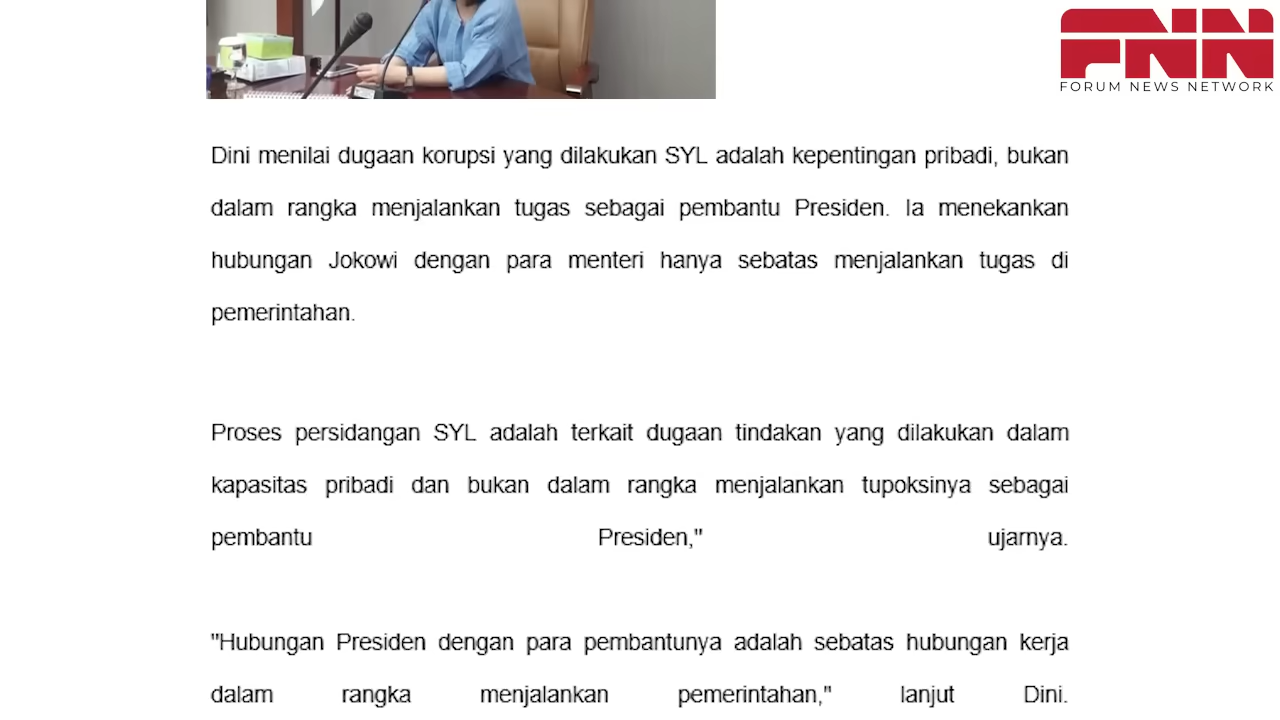 FNN
FORUM NEWS NETWORK
Dini menilai dugaan korupsi yang dilakukan SYL adalah kepentingan pribadi, bukan
dalam rangka menjalankan tugas sebagai pembantu Presiden. Ia menekankan
hubungan Jokowi dengan para menteri hanya sebatas menjalankan tugas di
pemerintahan.
Proses persidangan SYL adalah terkait dugaan tindakan yang dilakukan dalam
kapasitas pribadi dan bukan dalam rangka menjalankan tupoksinya sebagai
pembantu Presiden," ujarnya.
"Hubungan Presiden dengan para pembantunya adalah sebatas hubungan kerja
dalam rangka menjalankan pemerintahan," lanjut Dini.